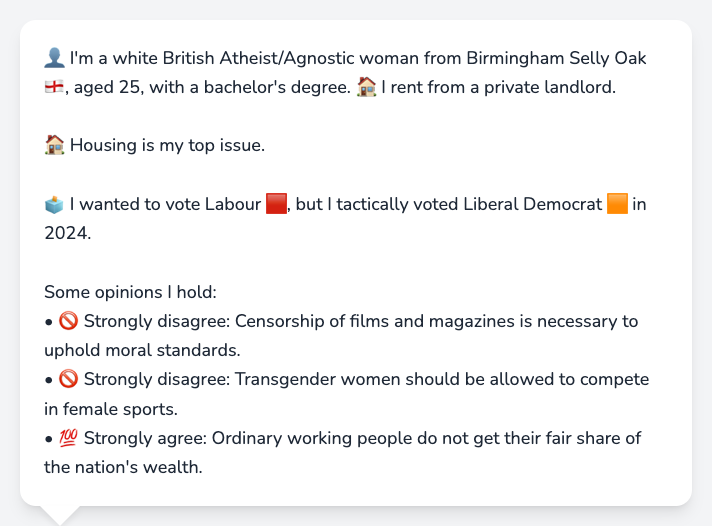 👤 I'm a white British Atheist/Agnostic woman from Birmingham Selly Oak
🏴󠁧󠁢󠁥󠁮󠁧󠁿, aged 25, with a bachelor's degree. 🏠 I rent from a private landlord.
🏠 Housing is my top issue.
🗳️ I wanted to vote Labour 🟥, but I tactically voted Liberal Democrat 🟧 in
2024.
Some opinions I hold:
• 🚫 Strongly disagree: Censorship of films and magazines is necessary to
uphold moral standards.
• 🚫 Strongly disagree: Transgender women should be allowed to compete
in female sports.
• 💯 Strongly agree: Ordinary working people do not get their fair share of
the nation's wealth.